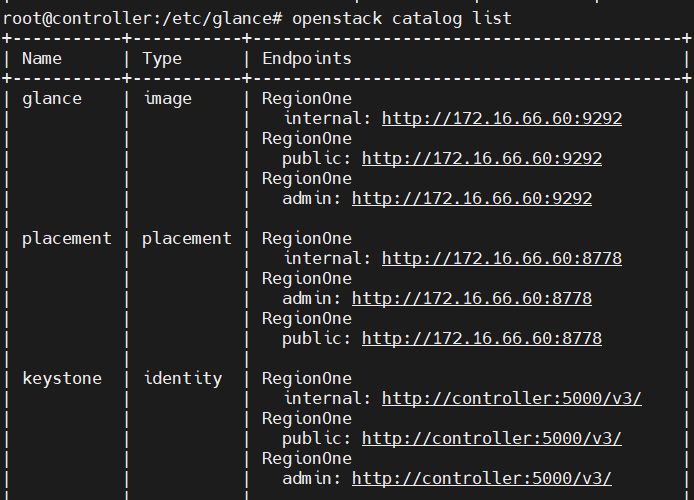 root@controller:/etc/glance# openstack catalog list
+-----------+-----------+-------------------------------------------+
| Name      | Type      | Endpoints                                 |
+-----------+-----------+-------------------------------------------+
| glance    | image     | RegionOne                                 |
|           |           |   internal: http://172.16.66.60:9292      |
|           |           | RegionOne                                 |
|           |           |   public: http://172.16.66.60:9292        |
|           |           | RegionOne                                 |
|           |           |   admin: http://172.16.66.60:9292         |
|           |           |                                           |
| placement | placement | RegionOne                                 |
|           |           |   internal: http://172.16.66.60:8778      |
|           |           | RegionOne                                 |
|           |           |   admin: http://172.16.66.60:8778         |
|           |           | RegionOne                                 |
|           |           |   public: http://172.16.66.60:8778        |
|           |           |                                           |
| keystone  | identity  | RegionOne                                 |
|           |           |   internal: http://controller:5000/v3/    |
|           |           | RegionOne                                 |
|           |           |   public: http://controller:5000/v3/      |
|           |           | RegionOne                                 |
|           |           |   admin: http://controller:5000/v3/       |